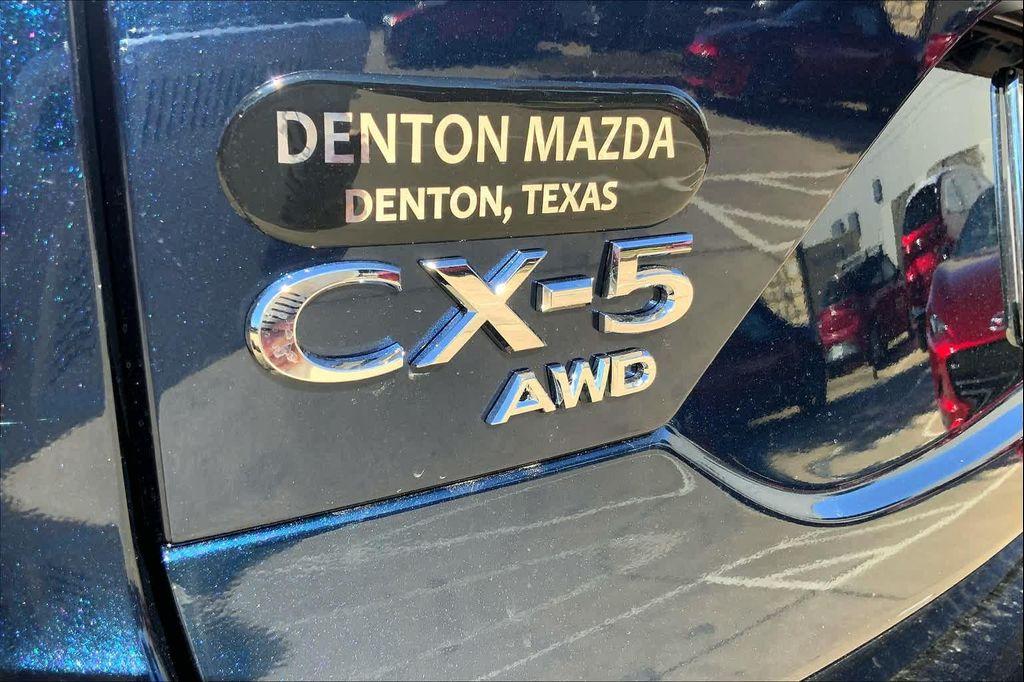 DENTON MAZDA
DENTON, TEXAS
CX-5
AWD